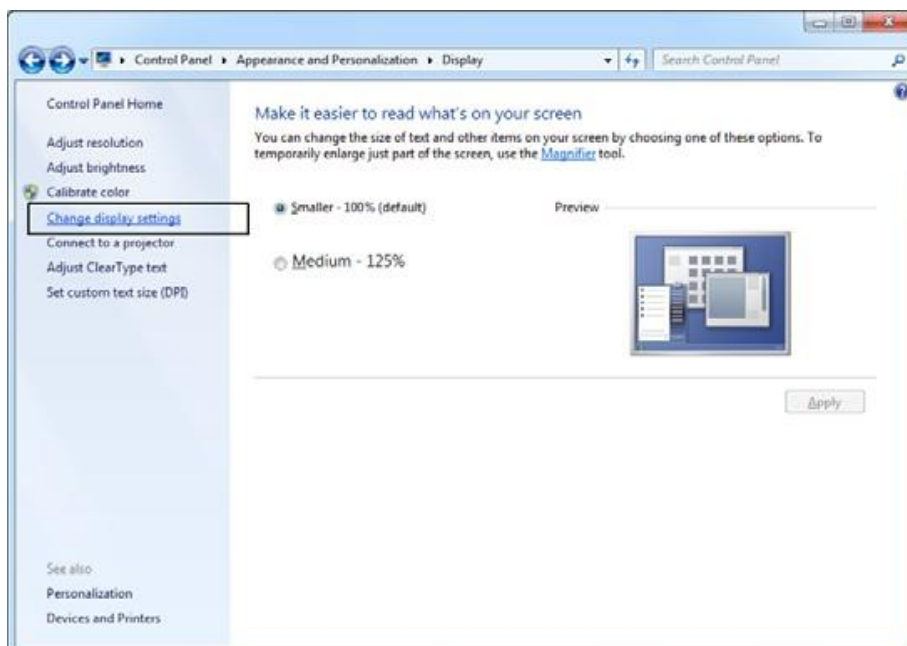 Control Panel ▸ Appearance and Personalization ▸ Display
Search Control Panel
Control Panel Home
Adjust resolution
Adjust brightness
Calibrate color
Change display settings
Connect to a projector
Adjust ClearType text
Set custom text size (DPI)
See also
Personalization
Devices and Printers
Make it easier to read what's on your screen
You can change the size of text and other items on your screen by choosing one of these options. To
temporarily enlarge just part of the screen, use the Magnifier tool.
Smaller - 100% (default)
Preview
Medium - 125%
Apply